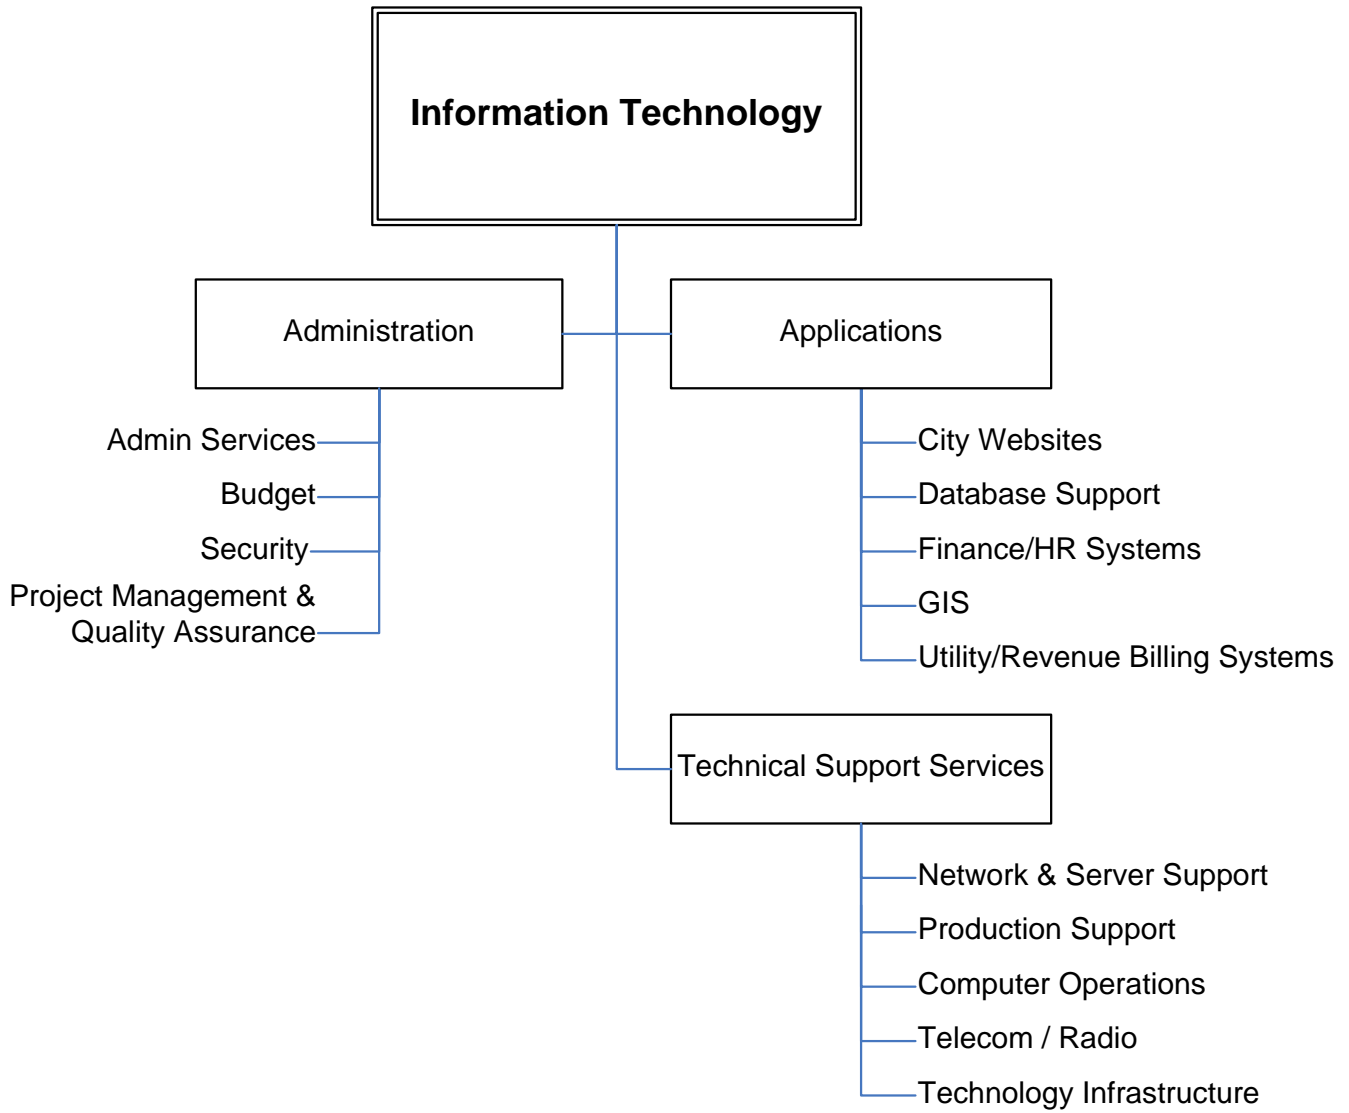 Information Technology
Administration
Applications
Admin Services
Budget
Security
Project Management &
Quality Assurance
City Websites
Database Support
Finance/HR Systems
GIS
Utility/Revenue Billing Systems
Technical Support Services
Network & Server Support
Production Support
Computer Operations
Telecom / Radio
Technology Infrastructure